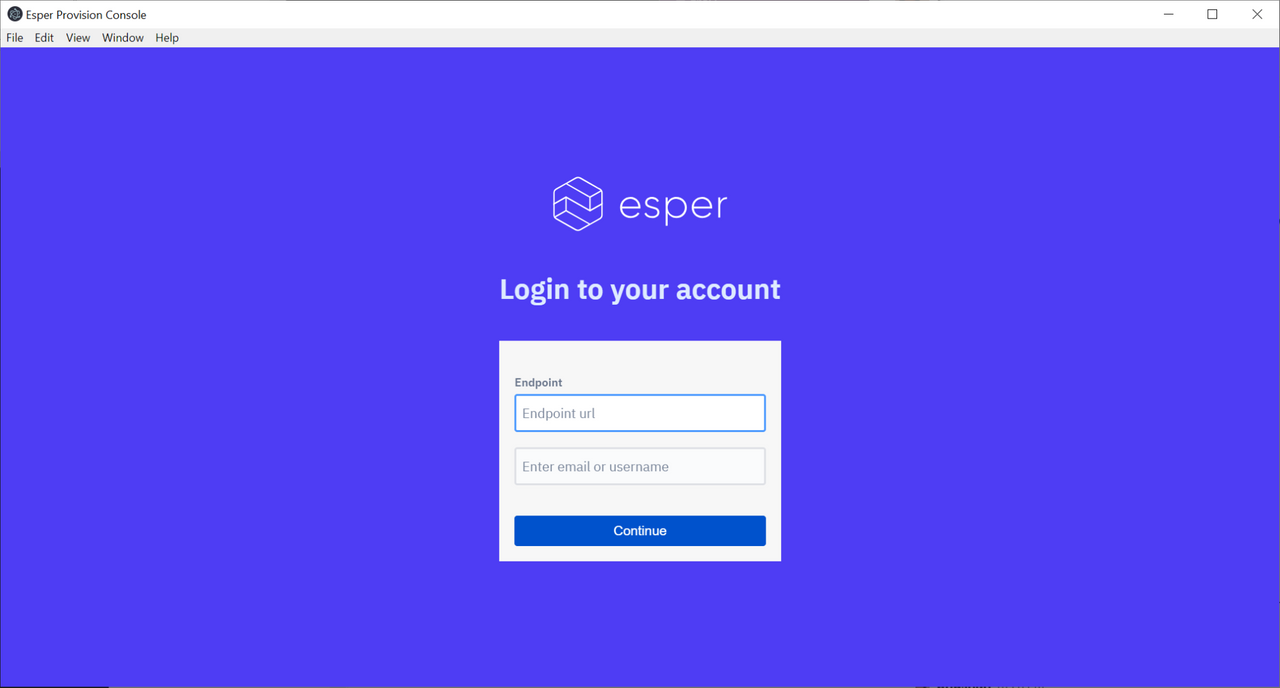 Esper Provision Console
File Edit View Window Help
esper
Login to your account
Endpoint
Endpoint url
Enter email or username
Continue